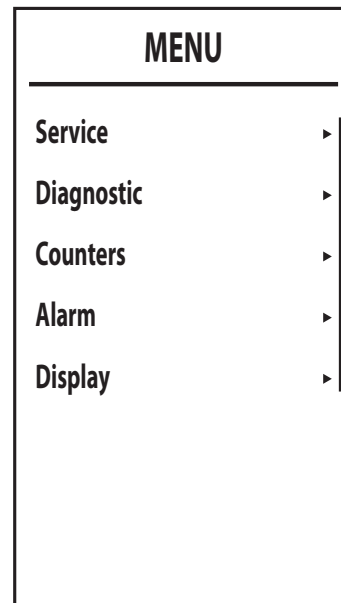 MENU
Service
Diagnostic
Counters
Alarm
Display